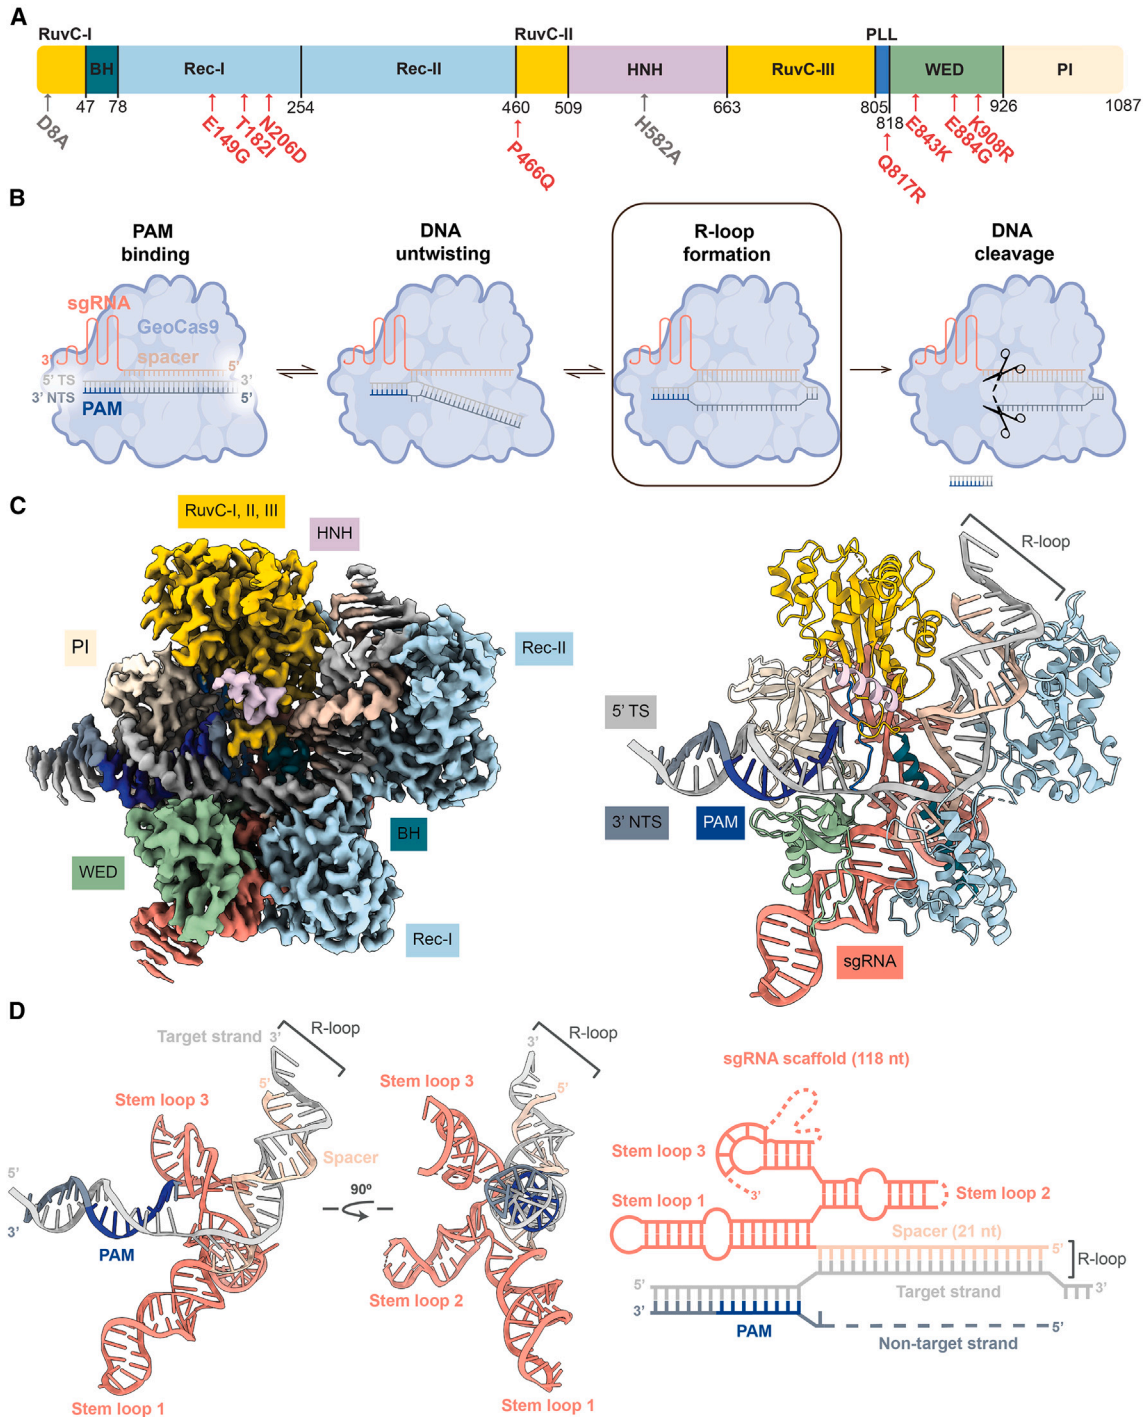 A
RuvC-I
RuvC-II
PLL
BH
Rec-I
Rec-II
HNH
RuvC-III
WED
PI
47
78
254
460
509
663
805
818
926
1087
D8A
E149G
T182I
N206D
P466Q
H582A
Q817R
E843K
E884G
K908R
B
PAM
binding
DNA
untwisting
R-loop
formation
DNA
cleavage
sgRNA
GeoCas9
3'
spacer
5'
5' TS
3'
3' NTS
5'
PAM
C
RuvC-I, II, III
HNH
PI
Rec-II
BH
WED
Rec-I
R-loop
5' TS
3' NTS
PAM
sgRNA
D
Target strand 3'
R-loop
5'
Stem loop 3
Spacer
5'
3'
PAM
Stem loop 1
90º
R-loop
3'
5'
Stem loop 3
Stem loop 2
Stem loop 1
sgRNA scaffold (118 nt)
Stem loop 3
3'
Stem loop 1
Stem loop 2
Spacer (21 nt)
5'
R-loop
5'
Target strand
3'
3'
PAM
5'
Non-target strand